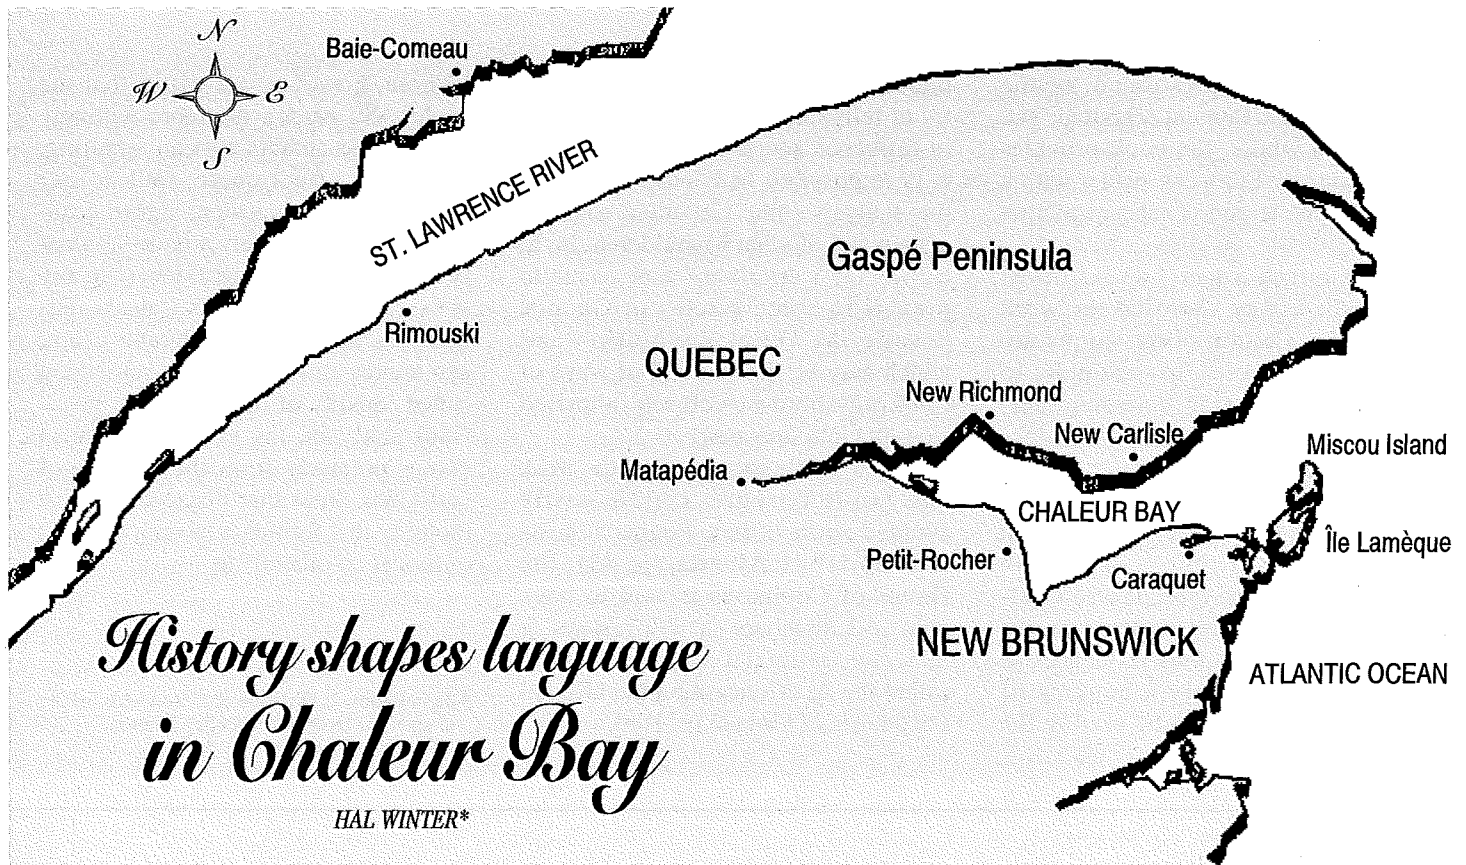 N
Baie-Comeau
W
E
S
ST. LAWRENCE RIVER
Gaspé Peninsula
Rimouski
QUEBEC
New Richmond
New Carlisle
Miscou Island
Matapédia
CHALEUR BAY
Île Lamèque
Petit-Rocher
Caraquet
NEW BRUNSWICK
ATLANTIC OCEAN
History shapes language
in Chaleur Bay
HAL WINTER*